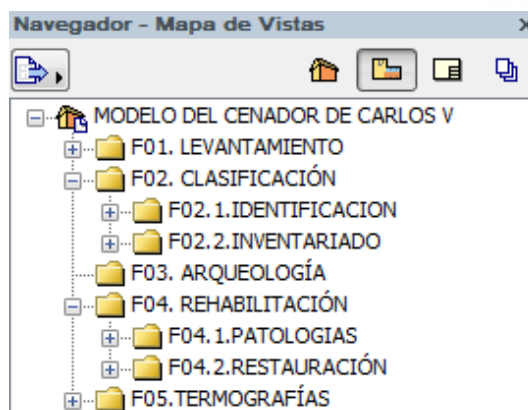 Navegador - Mapa de Vistas
MODELO DEL CENADOR DE CARLOS V
F01. LEVANTAMIENTO
F02. CLASIFICACIÓN
F02.1.IDENTIFICACION
F02.2.INVENTARIADO
F03. ARQUEOLOGÍA
F04. REHABILITACIÓN
F04.1.PATOLOGIAS
F04.2.RESTAURACIÓN
F05.TERMOGRAFÍAS